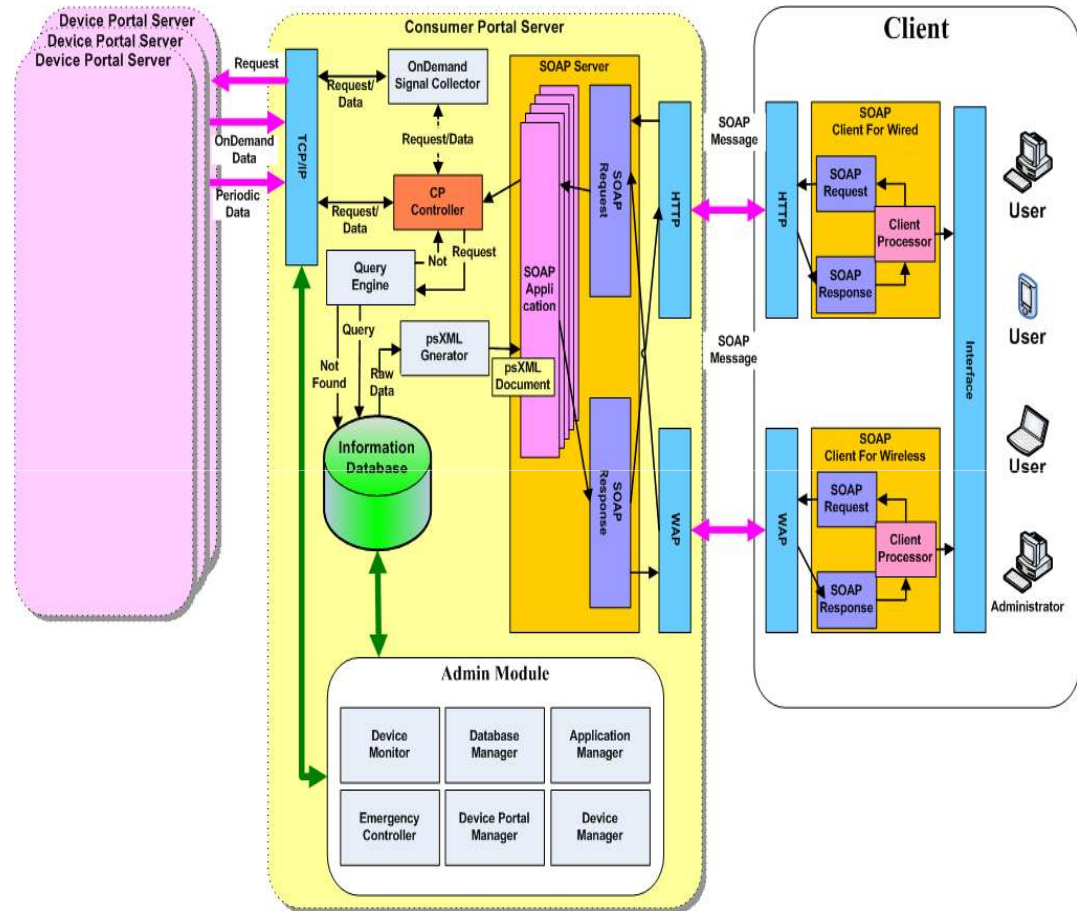 Device Portal Server
Device Portal Server
Device Portal Server
Request
OnDemand
Data
Periodic
Data
Consumer Portal Server
TCP/IP
Request/
Data
OnDemand
Signal Collector
Request/Data
Request/
Data
CP
Controller
Not
Request
Query
Engine
Query
Not
Found
Raw
Data
psXML
Gnerator
psXML
Document
Information
Database
SOAP Server
SOAP
Application
SOAP
Request
SOAP
Response
HTTP
WAP
Admin Module
Device
Monitor
Database
Manager
Application
Manager
Emergency
Controller
Device Portal
Manager
Device
Manager
SOAP
Message
SOAP
Message
Client
HTTP
SOAP
Client For Wired
SOAP
Request
Client
Processor
SOAP
Response
WAP
SOAP
Client For Wireless
SOAP
Request
Client
Processor
SOAP
Response
Interface
User
User
User
Administrator